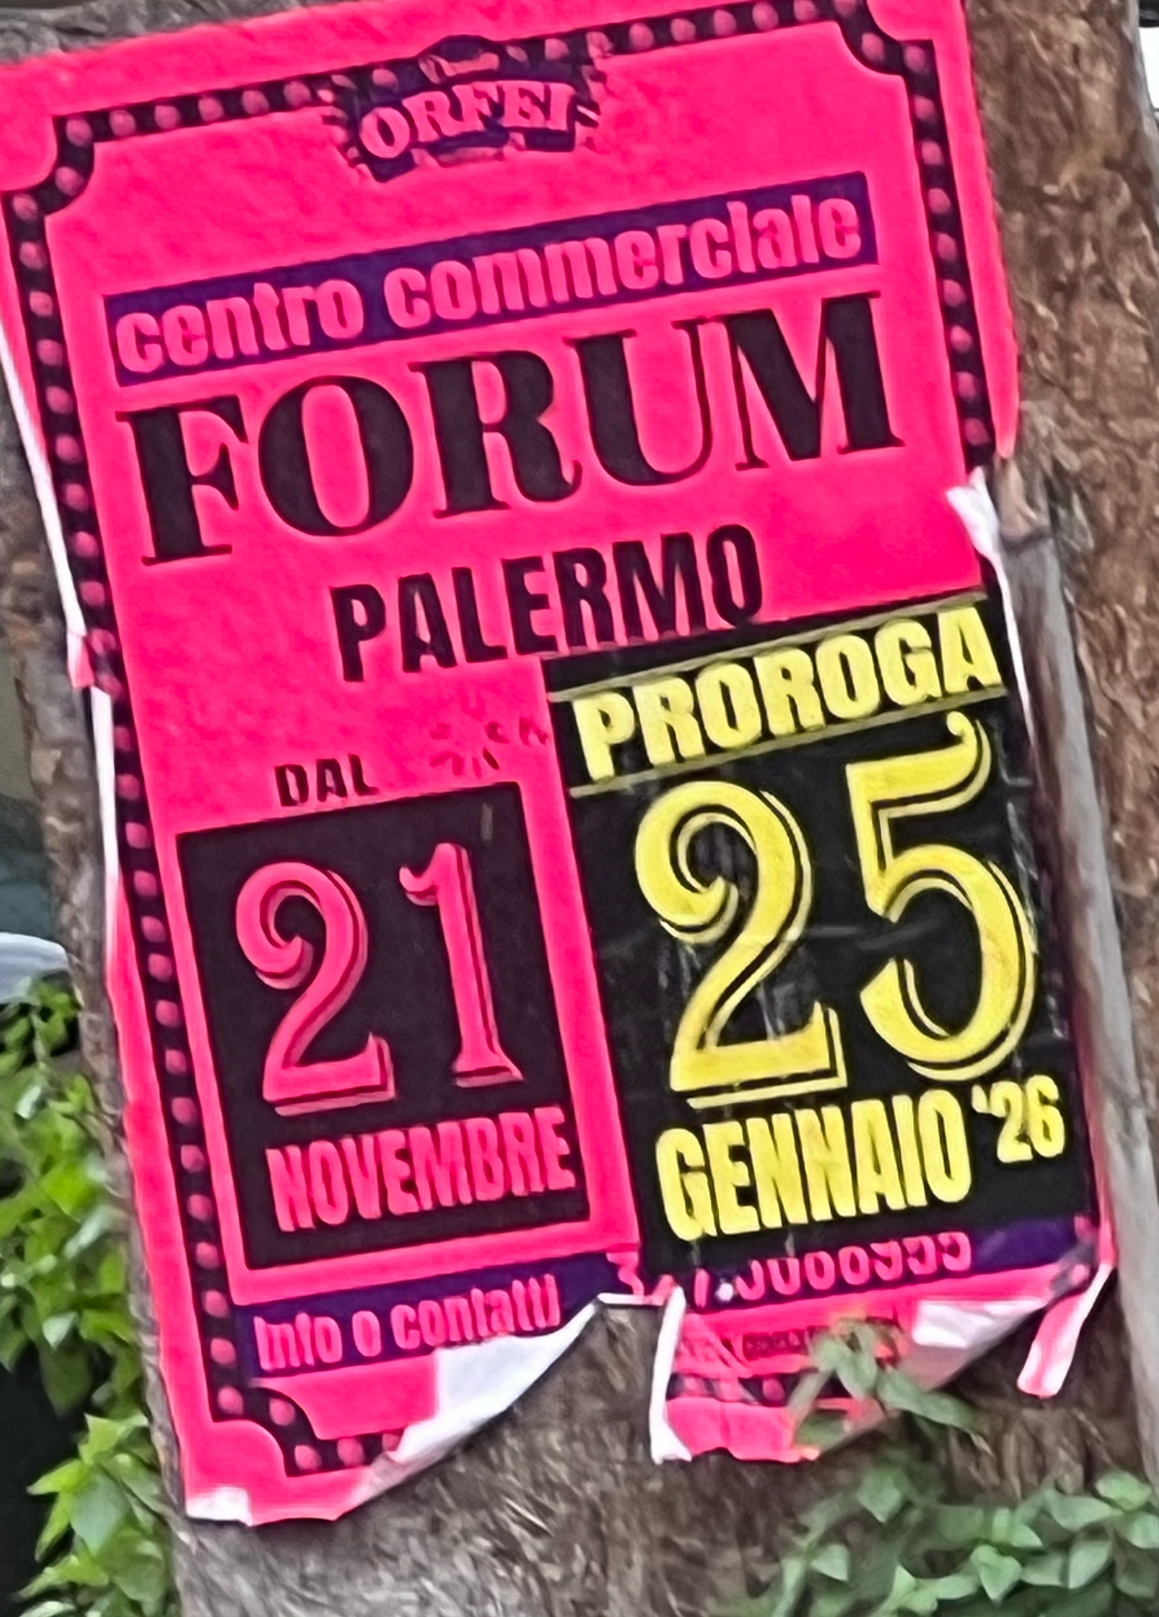 ORFEI
centro commerciale
FORUM
PALERMO
DAL
21
NOVEMBRE
PROROGA
25
GENNAIO '26
Info e contatti